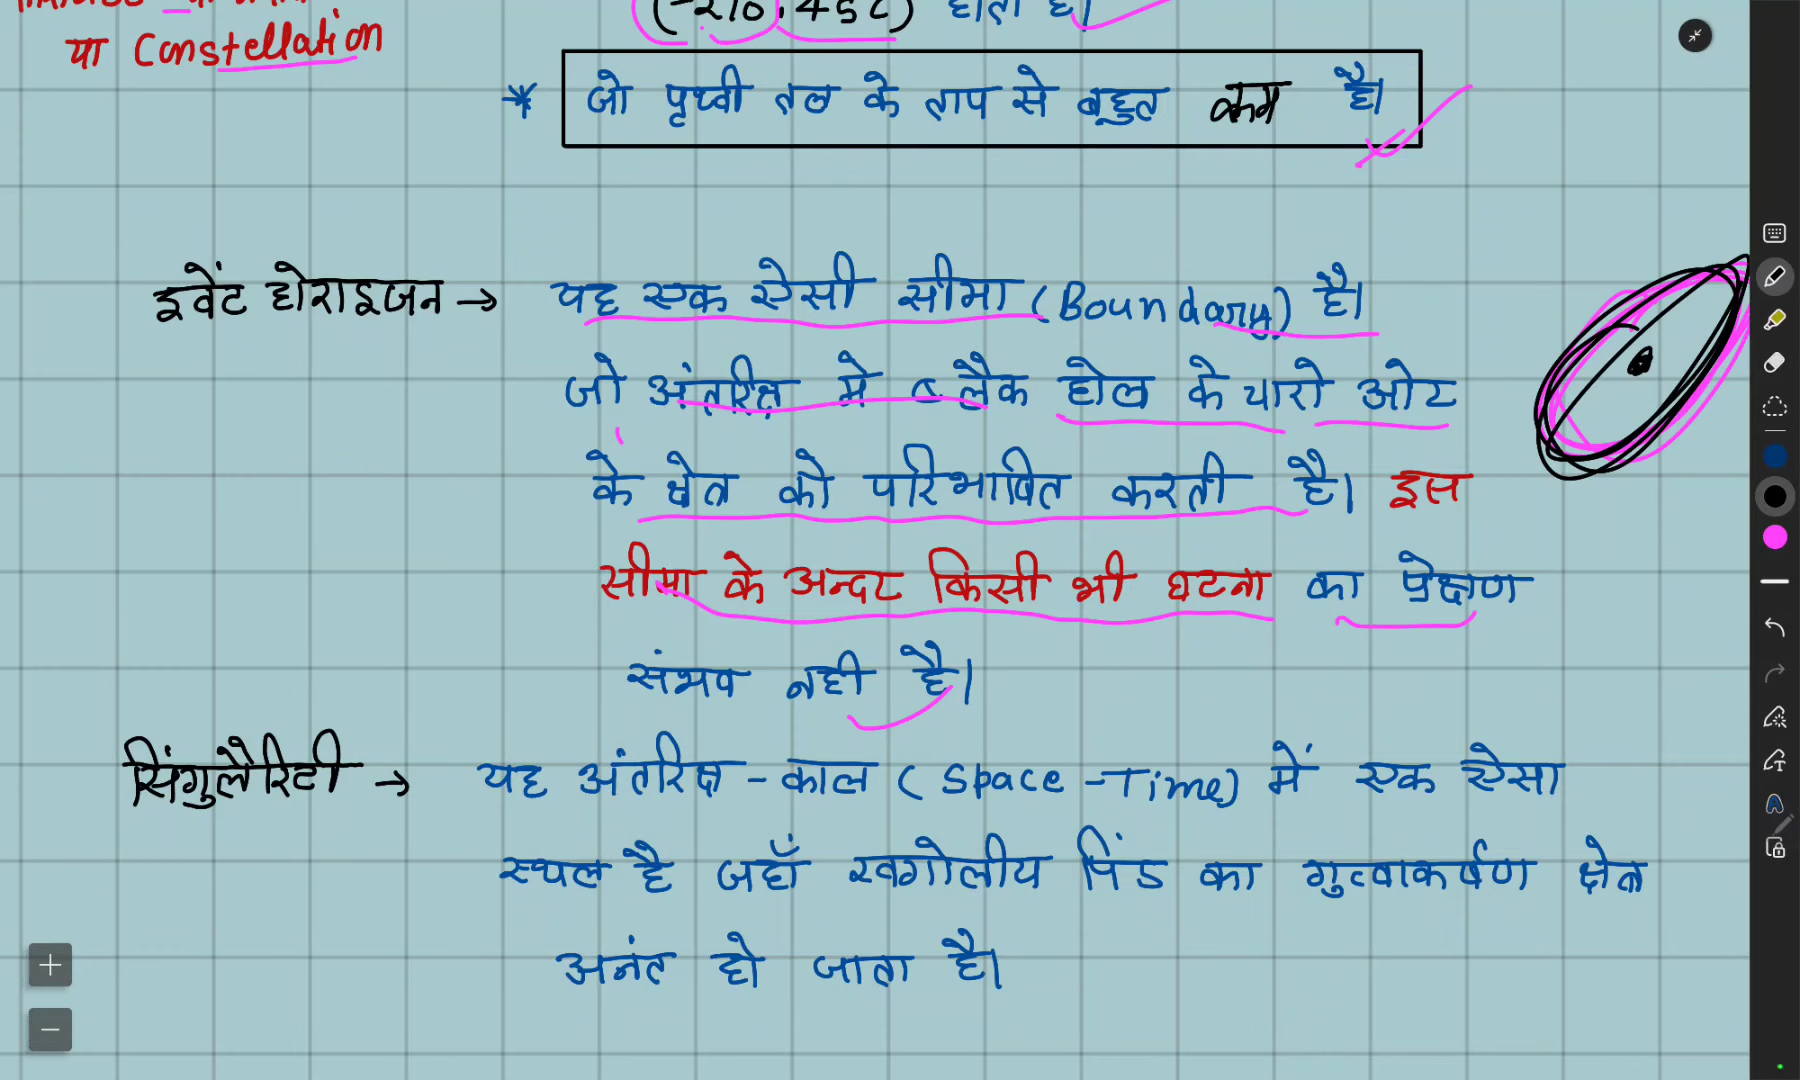 या Constellation
होता है।
* जो पृथ्वी तल के ताप से बहुत कम है।
इवेंट होराइजन → यह एक ऐसी सीमा (Boundary) है।
जो अंतरिक्ष मे ब्लैक होल के चारो ओर
के क्षेत्र को परिभाषित करती है। इस
सीमा के अन्दर किसी भी घटना का प्रेक्षण
संभव नही है।
सिंगुलैरिटी → यह अंतरिक्ष - काल (Space-Time) में एक ऐसा
स्थल है जहाँ खगोलीय पिंड का गुरुत्वाकर्षण क्षेत्र
अनंत हो जाता है।